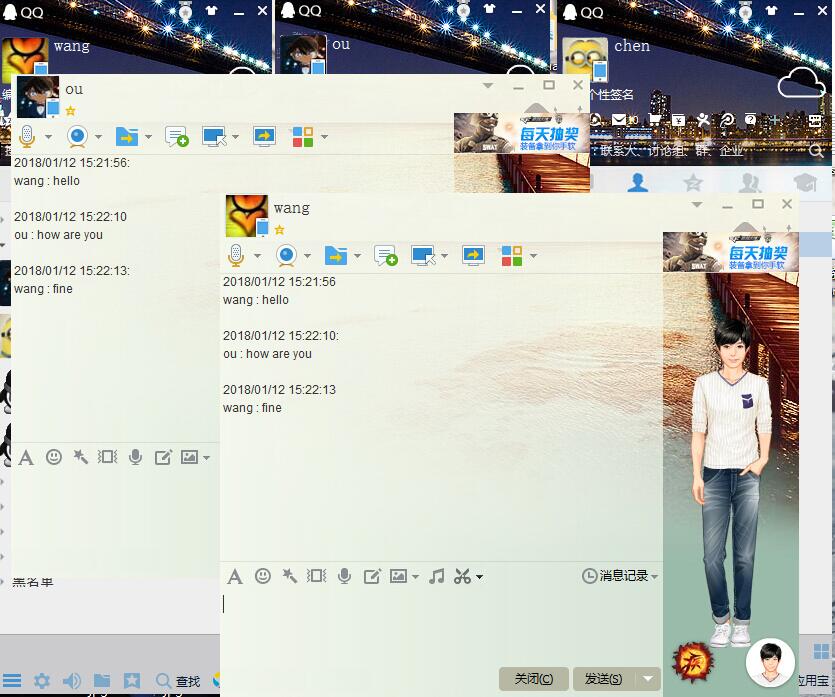 QQ
wang
QQ
ou
QQ
chen
个性签名
联系人、讨论组、群、企业
ou
SWAT
每天抽奖
装备拿到你手软
2018/01/12 15:21:56:
wang : hello
2018/01/12 15:22:10
ou : how are you
2018/01/12 15:22:13:
wang : fine
wang
SWAT
每天抽奖
装备拿到你手软
2018/01/12 15:21:56
wang : hello
2018/01/12 15:22:10:
ou : how are you
2018/01/12 15:22:13
wang : fine
消息记录
黑名单
关闭(C)
发送(S)
查找
应用宝